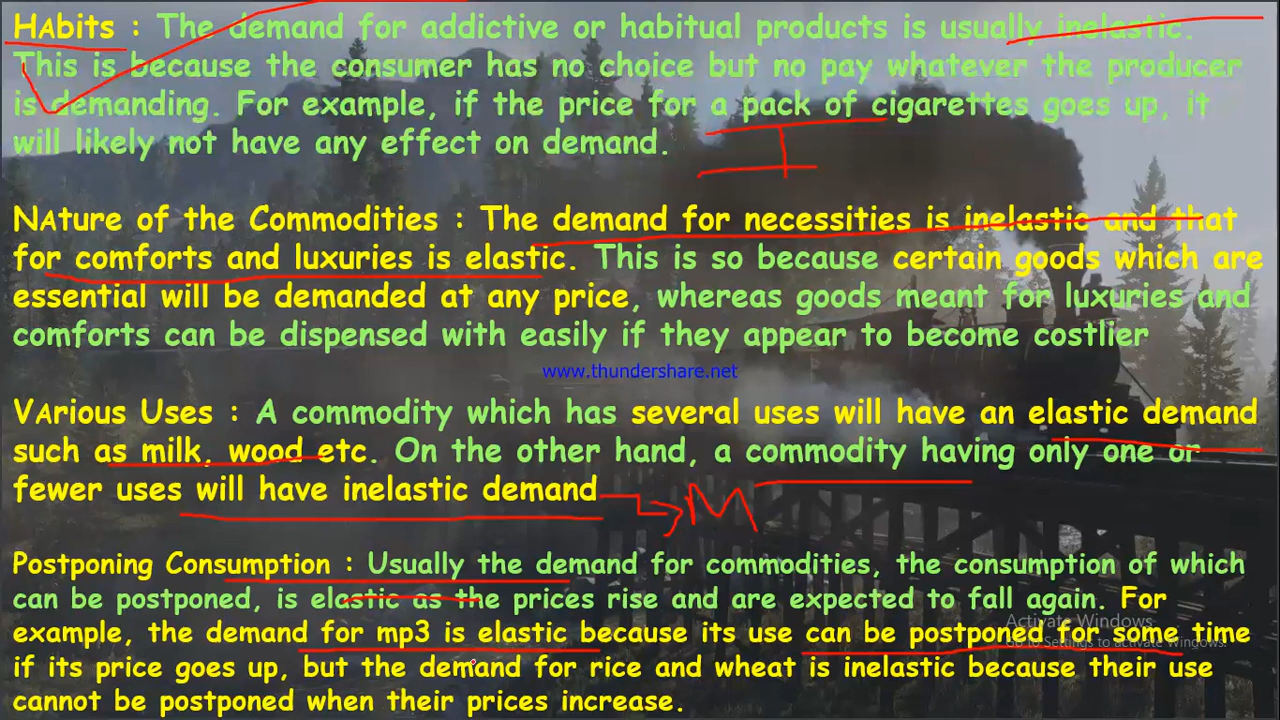 HAbits : The demand for addictive or habitual products is usually inelastic.
This is because the consumer has no choice but no pay whatever the producer
is demanding. For example, if the price for a pack of cigarettes goes up, it
will likely not have any effect on demand.
I
NAture of the Commodities : The demand for necessities is inelastic and that
for comforts and luxuries is elastic. This is so because certain goods which are
essential will be demanded at any price, whereas goods meant for luxuries and
comforts can be dispensed with easily if they appear to become costlier
www.thundershare.net
VArious Uses : A commodity which has several uses will have an elastic demand
such as milk, wood etc. On the other hand, a commodity having only one or
fewer uses will have inelastic demand
M
Postponing Consumption : Usually the demand for commodities, the consumption of which
can be postponed, is elastic as the prices rise and are expected to fall again. For
example, the demand for mp3 is elastic because its use can be postponed for some time
if its price goes up, but the demand for rice and wheat is inelastic because their use
cannot be postponed when their prices increase.
Activate Windows
Go to Settings to activate Windows.